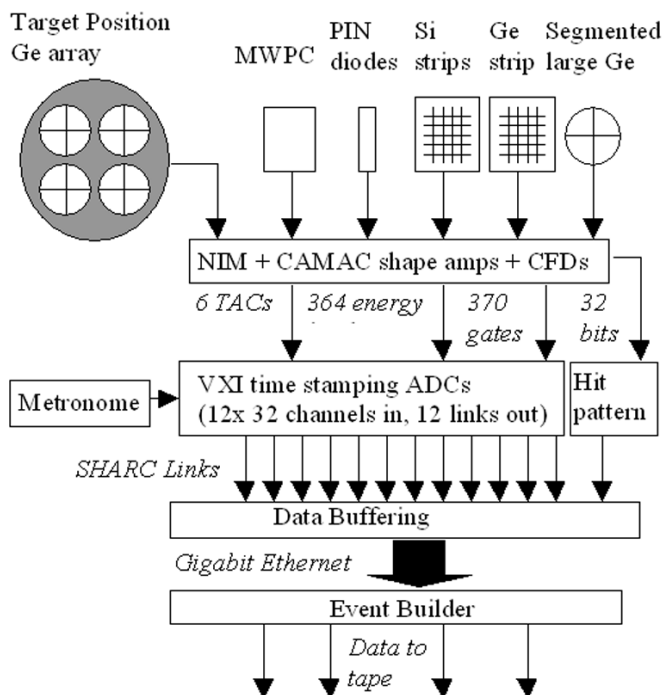 Target Position
Ge array
MWPC
PIN
diodes
Si
strips
Ge
strip
Segmented
large Ge
NIM + CAMAC shape amps + CFDs
6 TACs
364 energy
370
gates
32
bits
Metronome
VXI time stamping ADCs
(12x 32 channels in, 12 links out)
Hit
pattern
SHARC Links
Data Buffering
Gigabit Ethernet
Event Builder
Data to
tape